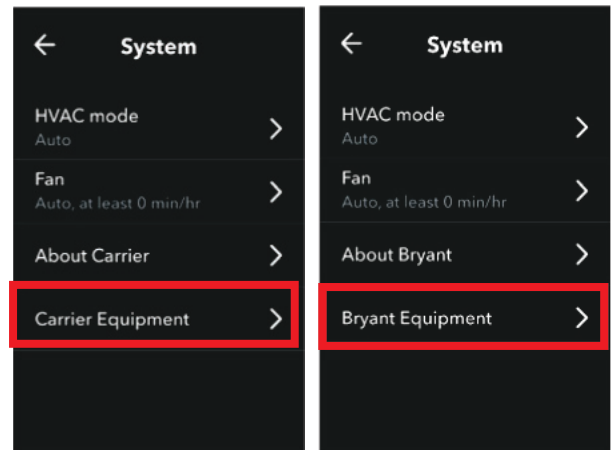 System
HVAC mode
Auto
Fan
Auto, at least 0 min/hr
About Carrier
Carrier Equipment
System
HVAC mode
Auto
Fan
Auto, at least 0 min/hr
About Bryant
Bryant Equipment